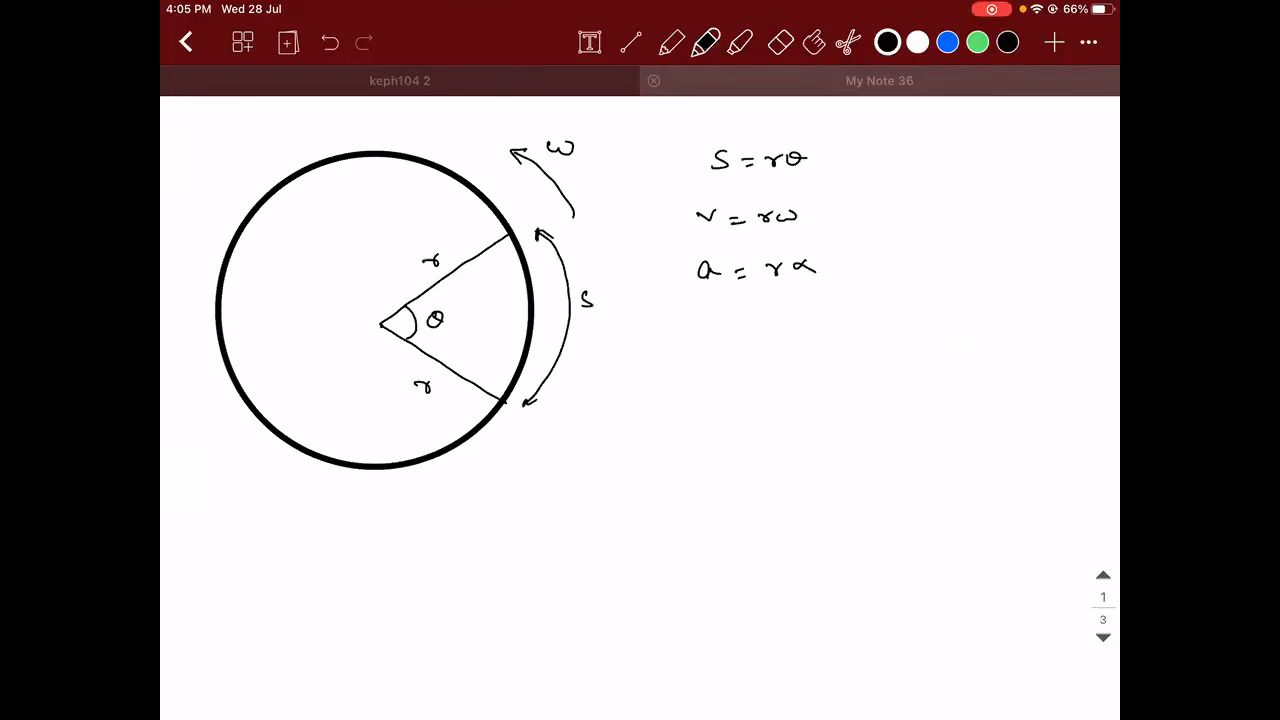 4:05 PM Wed 28 Jul
66%
keph104 2
My Note 36
ω
S = rθ
v = rω
a = rα
r
θ
S
r
1
3